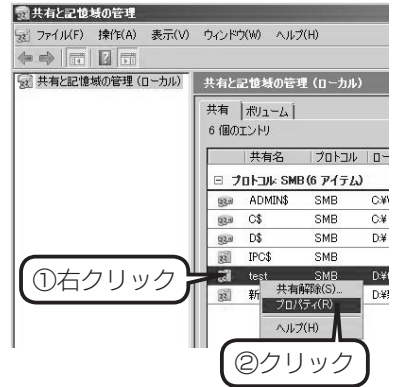 共有と記憶域の管理
ファイル(F) 操作(A) 表示(V) ウィンドウ(W) ヘルプ(H)
共有と記憶域の管理 (ローカル)
共有と記憶域の管理 (ローカル)
共有 ボリューム
6 個のエントリ
共有名 プロトコル ロー
プロトコル: SMB (6 アイテム)
ADMIN$ SMB C:¥
C$ SMB C:¥
D$ SMB D:¥
IPC$ SMB
test SMB D:¥
新 D:¥
共有解除(S)...
プロパティ(R)
ヘルプ(H)
①右クリック
②クリック